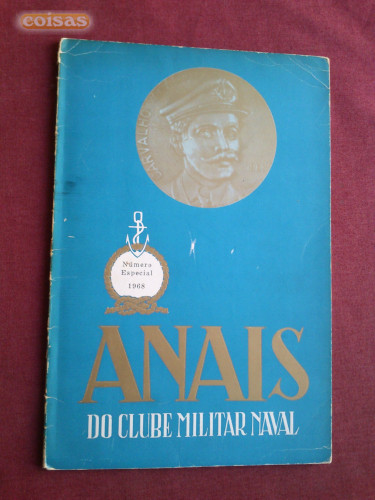 coisas
CARVALHO
Número
Especial
1968
ANAIS
DO CLUBE MILITAR NAVAL